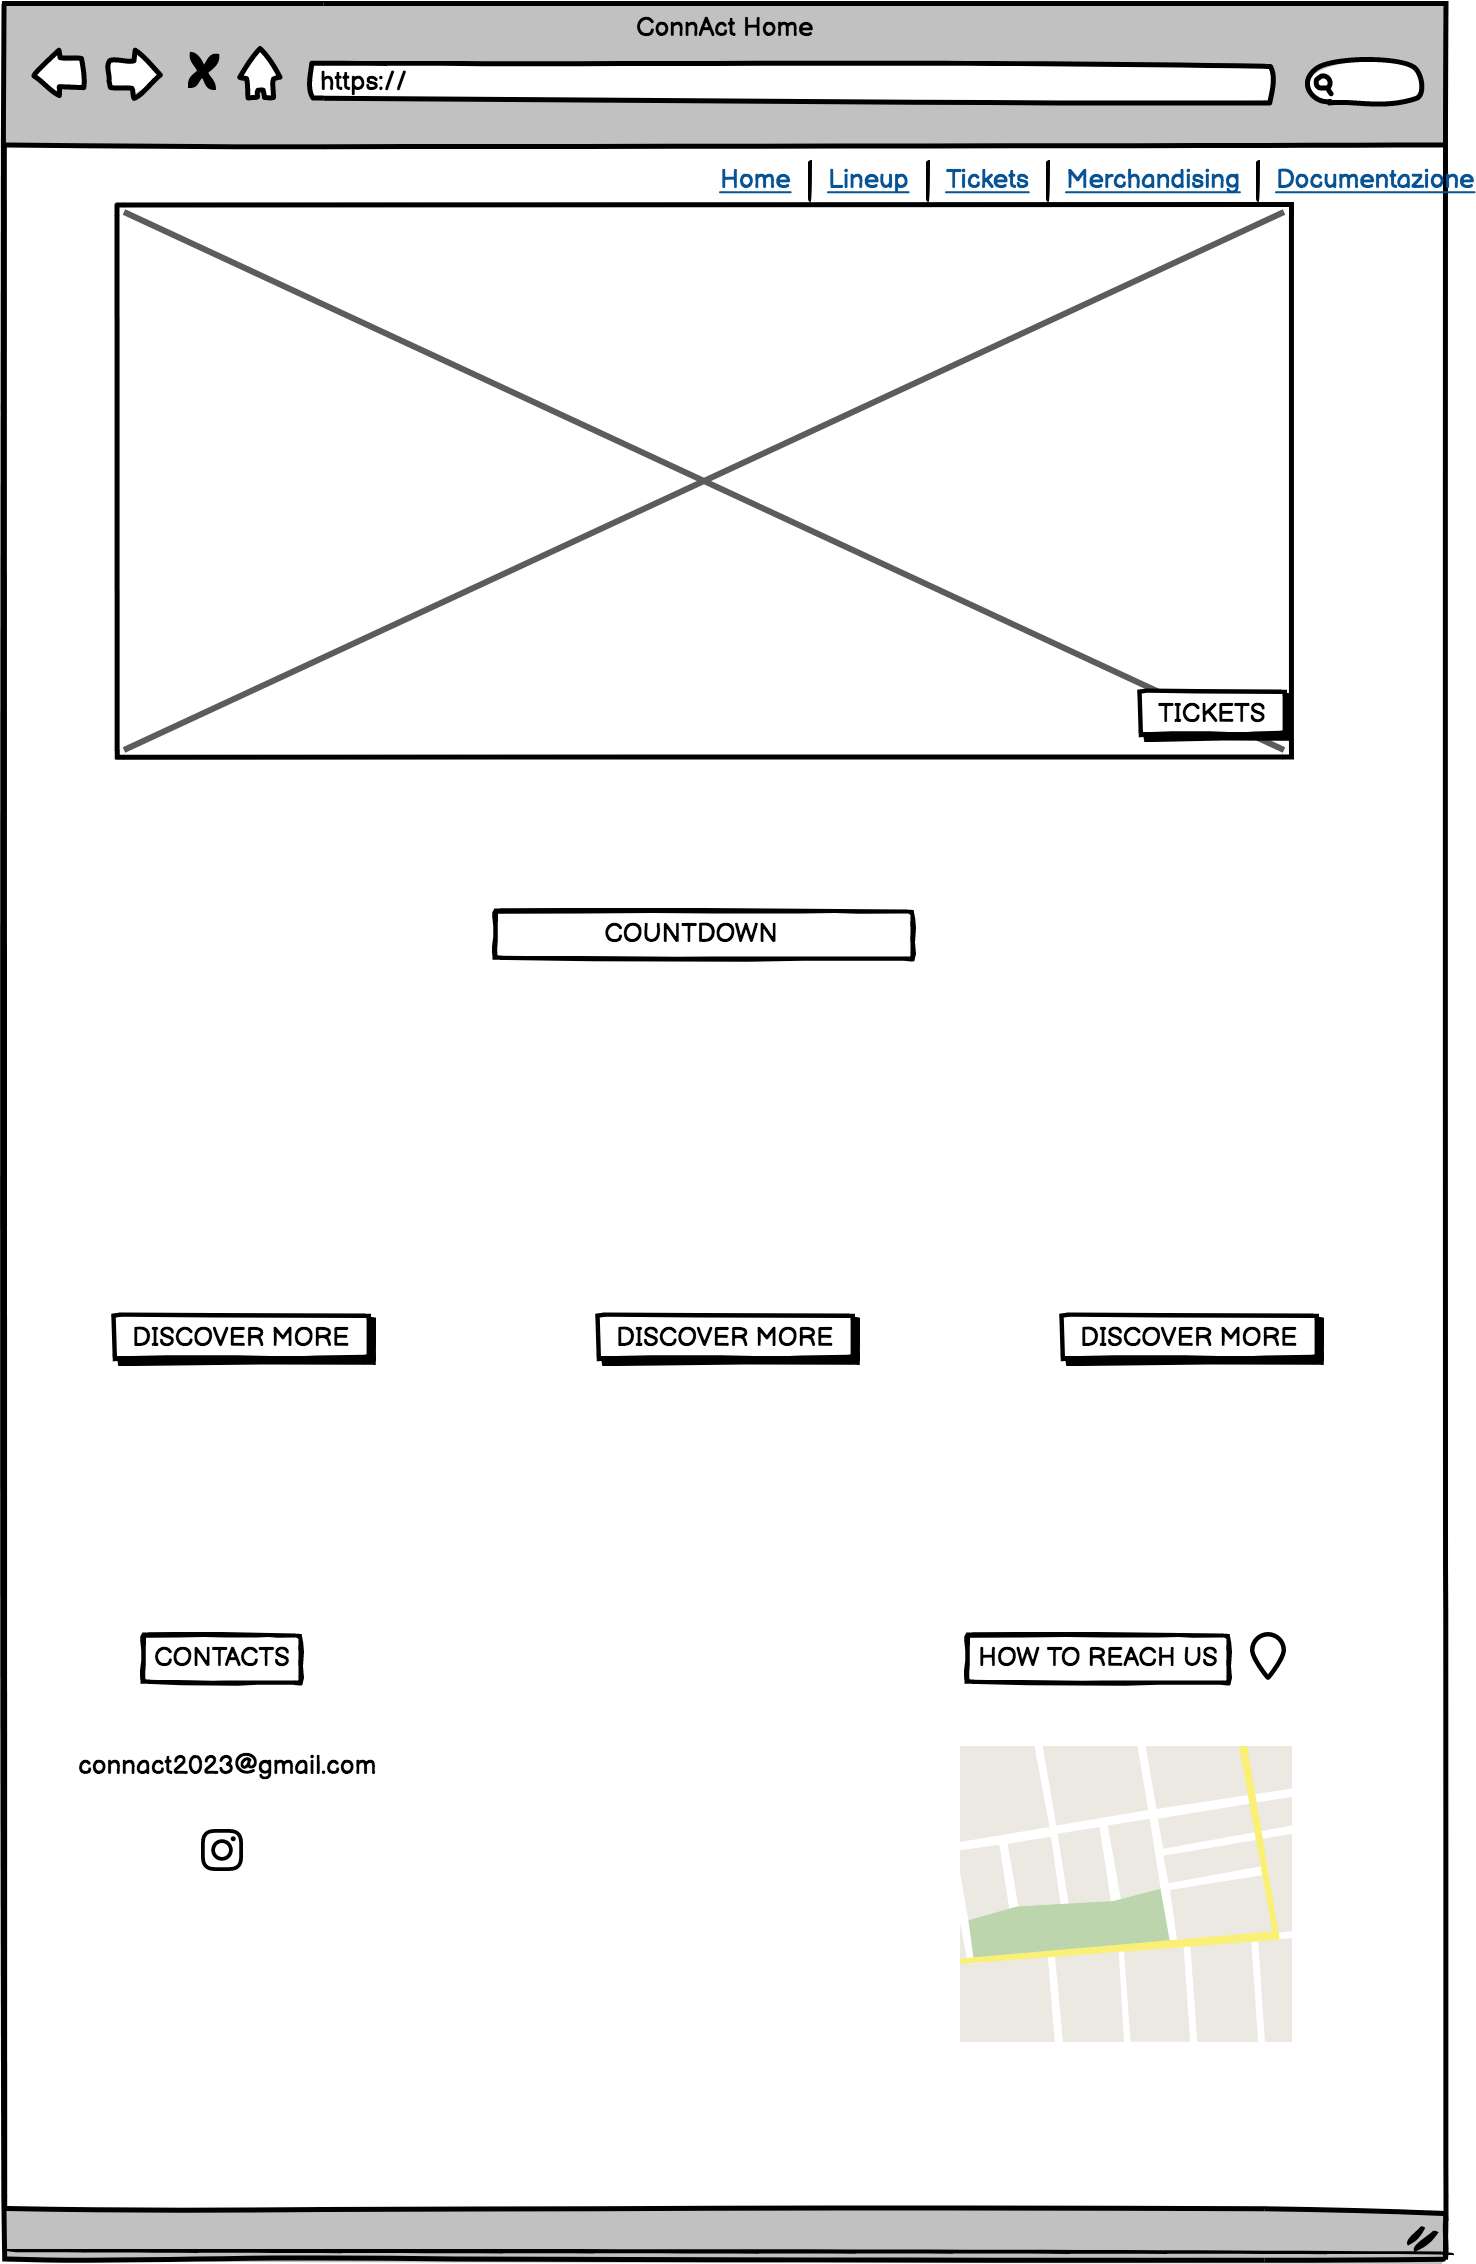 ConnAct Home
https://
Home Lineup Tickets Merchandising Documentazione
TICKETS
COUNTDOWN
DISCOVER MORE DISCOVER MORE DISCOVER MORE
CONTACTS HOW TO REACH US
connact2023@gmail.com